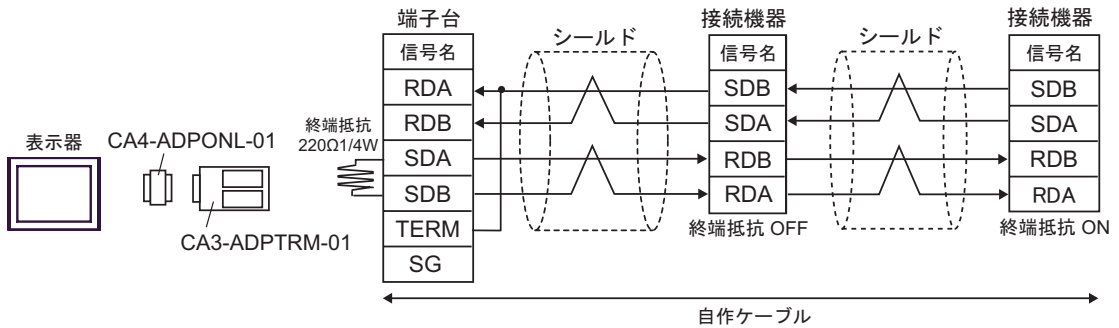 端子台
接続機器
接続機器
シールド
シールド
信号名
信号名
信号名
RDA
SDB
SDB
RDB
SDA
SDA
表示器
CA4-ADPONL-01
終端抵抗
220Ω1/4W
SDA
RDB
RDB
SDB
RDA
RDA
CA3-ADPTRM-01
TERM
終端抵抗 OFF
終端抵抗 ON
SG
自作ケーブル